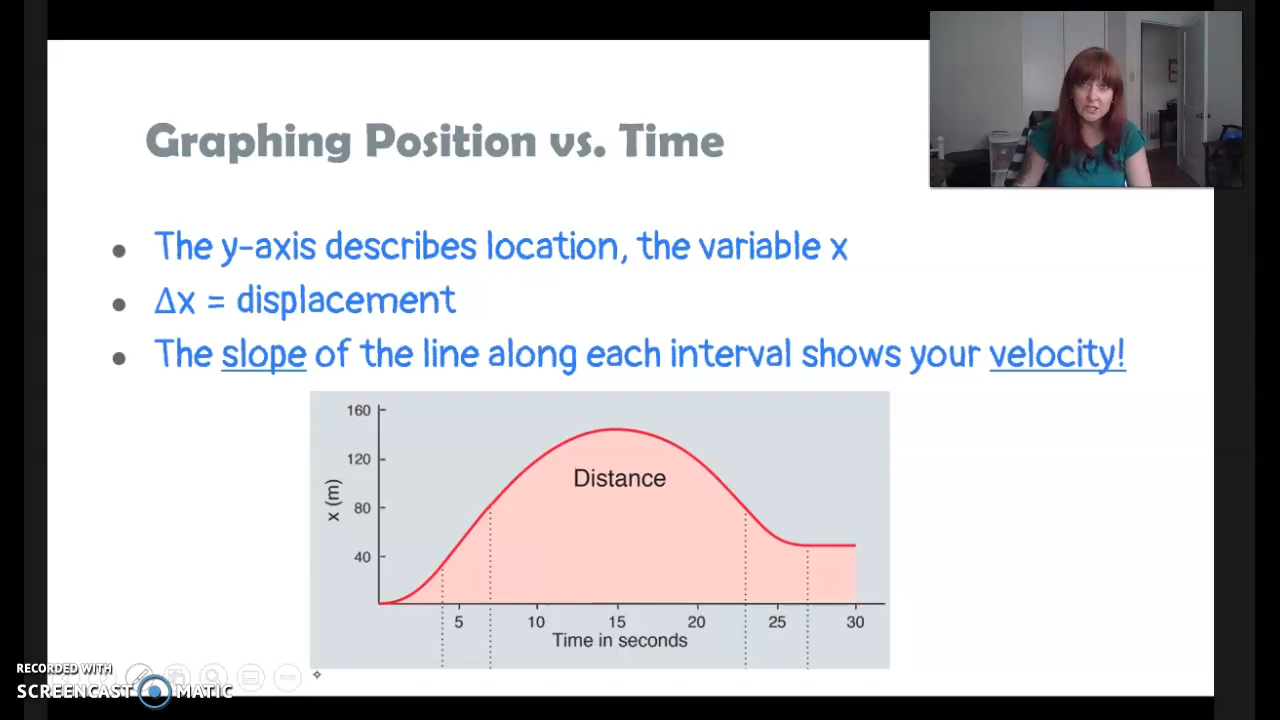 Graphing Position vs. Time
The y-axis describes location, the variable x
Δx = displacement
The slope of the line along each interval shows your velocity!
160
120
80
40
x (m)
Distance
5 10 15 20 25 30
Time in seconds
RECORDED WITH
SCREENCAST MATIC